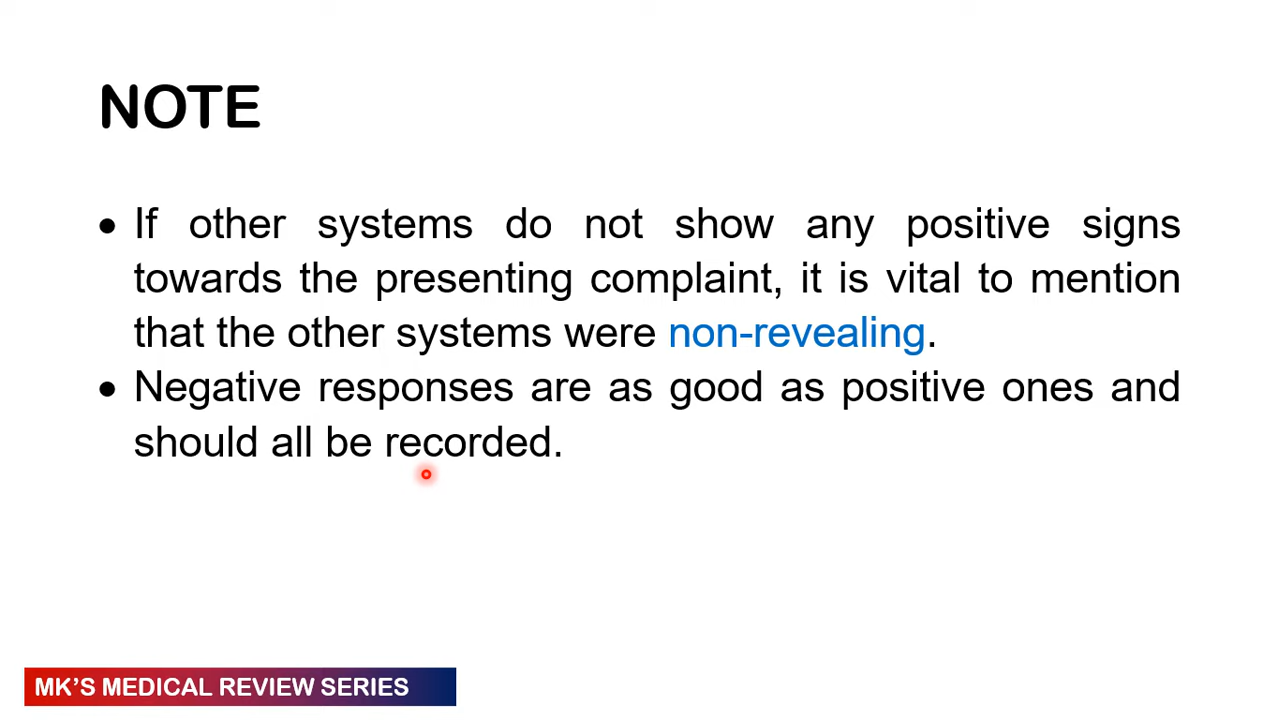 NOTE
• If other systems do not show any positive signs
towards the presenting complaint, it is vital to mention
that the other systems were non-revealing.
• Negative responses are as good as positive ones and
should all be recorded.
MK’S MEDICAL REVIEW SERIES